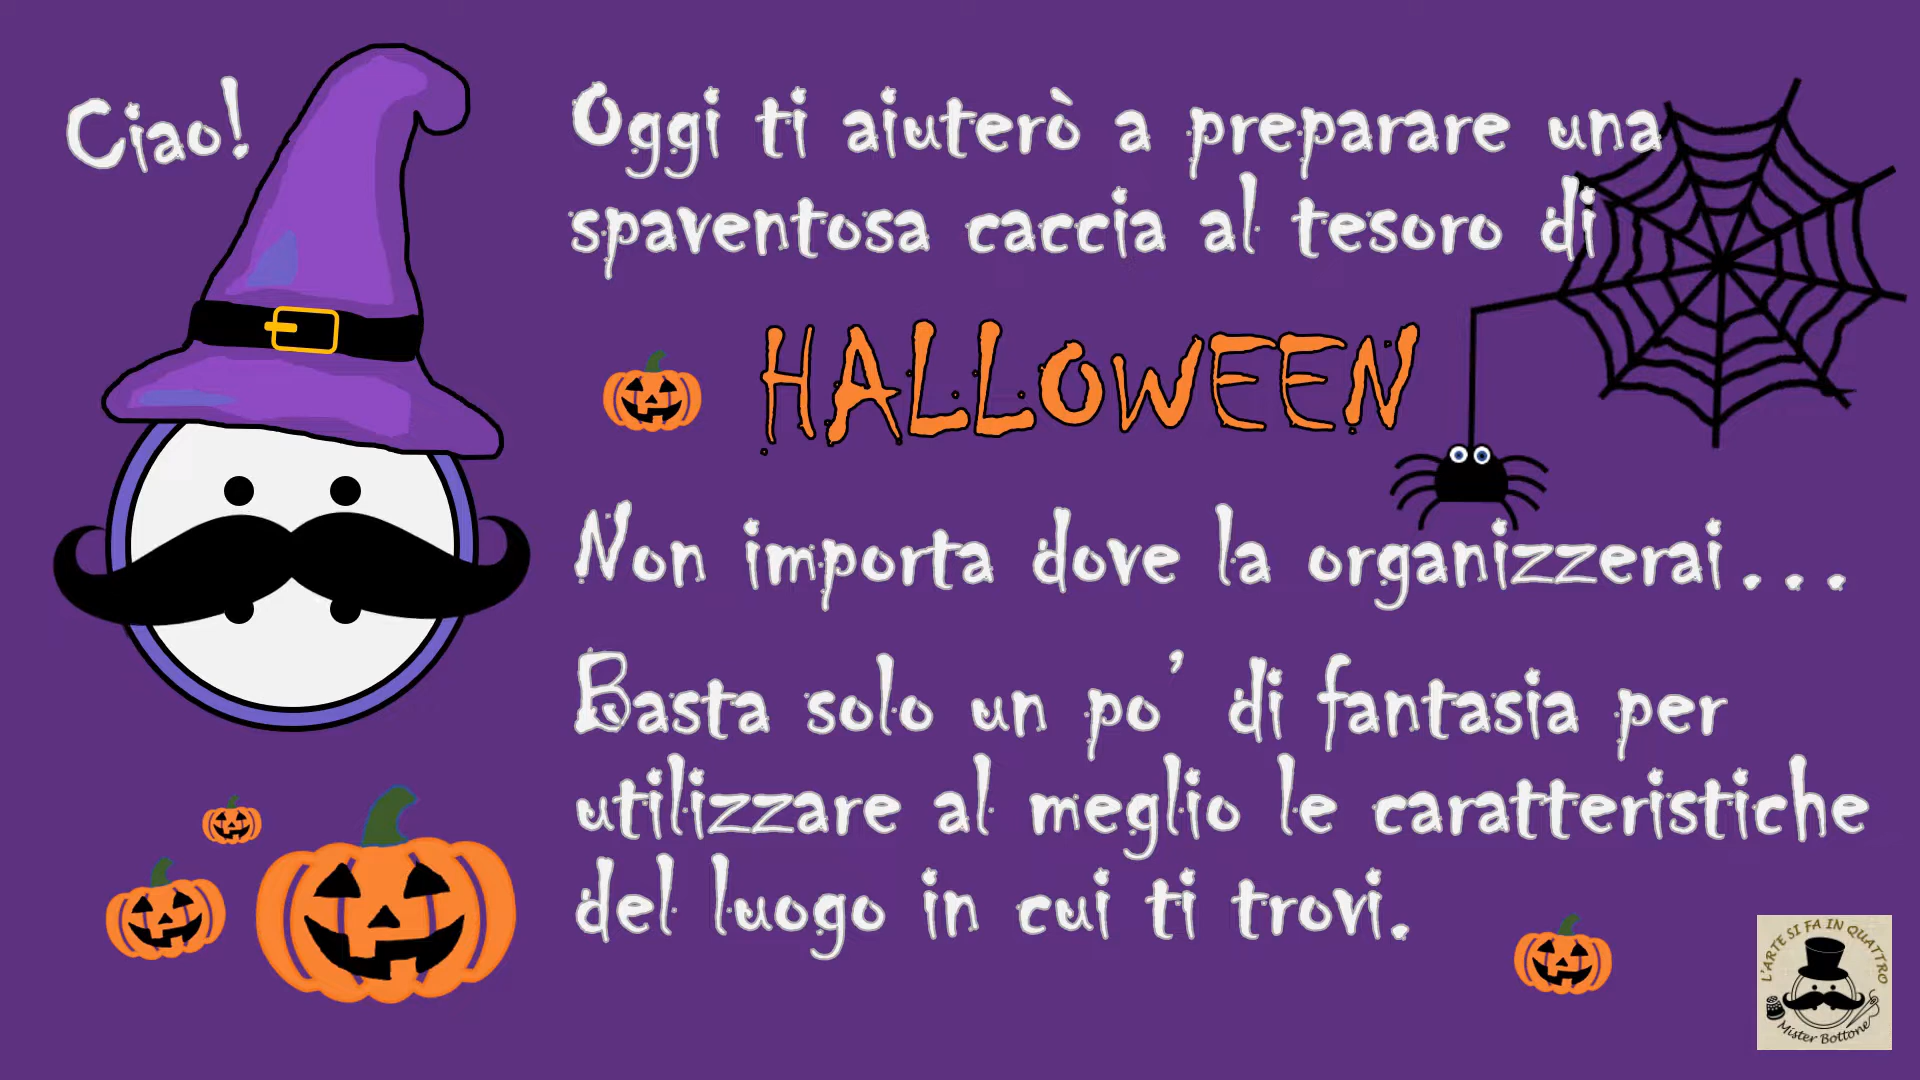 Ciao!
Oggi ti aiuterò a preparare una
spaventosa caccia al tesoro di
HALLOWEEN
Non importa dove la organizzerai...
Basta solo un po’ di fantasia per
utilizzare al meglio le caratteristiche
del luogo in cui ti trovi.
L'ARTE SI FA IN QUATTRO
Mister Bottone